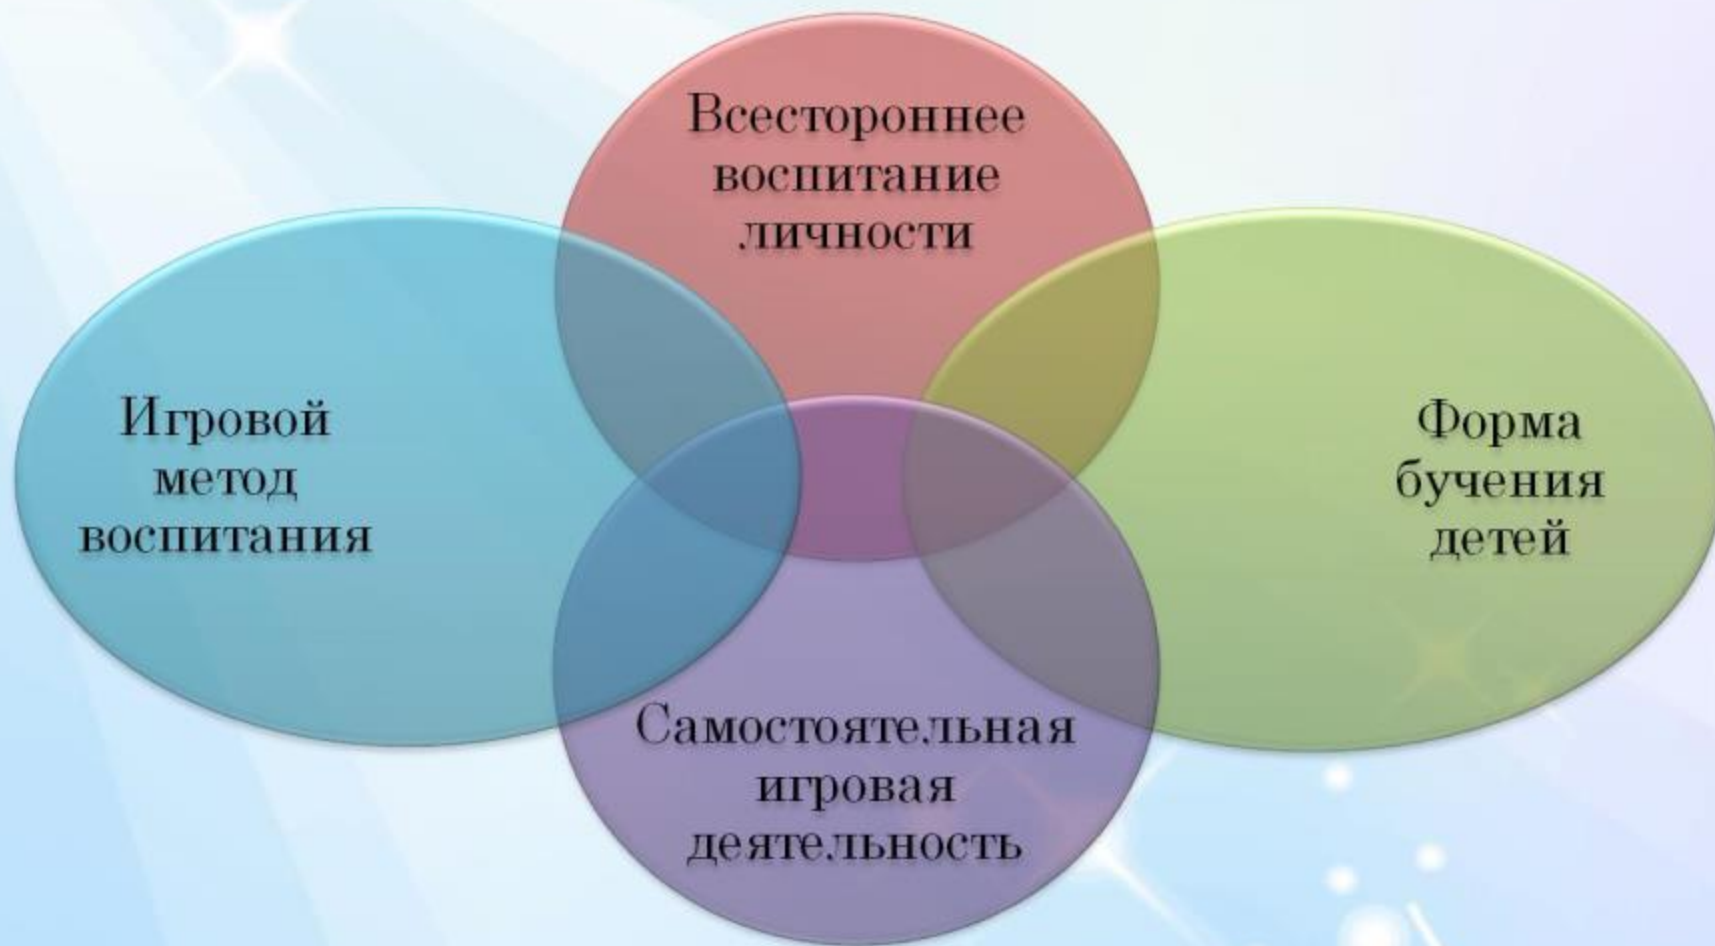 Всестороннее
воспитание
личности
Игровой
метод
воспитания
Форма
бучения
детей
Самостоятельная
игровая
деятельность